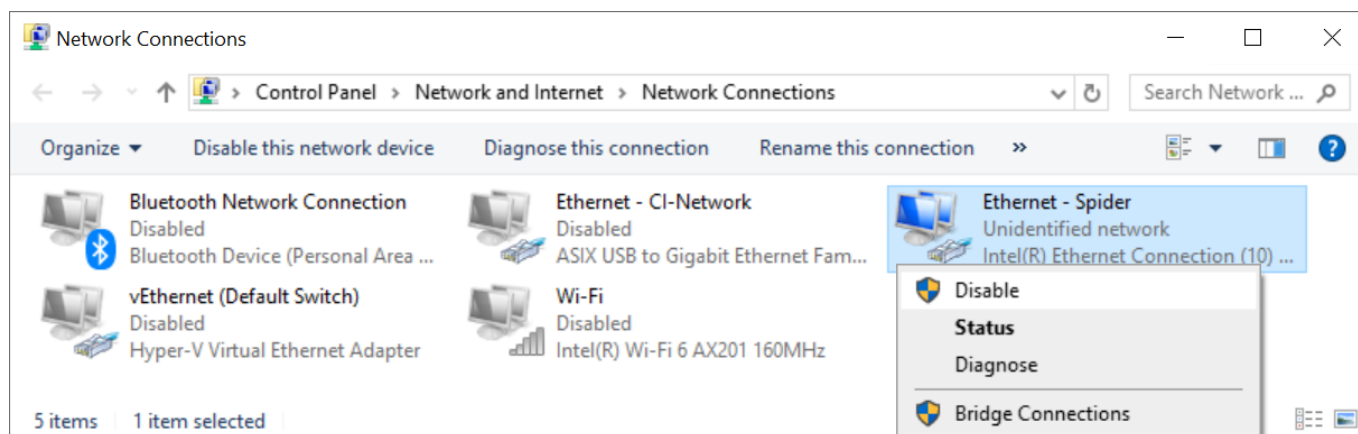 Network Connections
Control Panel > Network and Internet > Network Connections
Search Network ...
Organize
Disable this network device
Diagnose this connection
Rename this connection
»
Bluetooth Network Connection
Disabled
Bluetooth Device (Personal Area ...
Ethernet - CI-Network
Disabled
ASIX USB to Gigabit Ethernet Fam...
Ethernet - Spider
Unidentified network
Intel(R) Ethernet Connection (10) ...
vEthernet (Default Switch)
Disabled
Hyper-V Virtual Ethernet Adapter
Wi-Fi
Disabled
Intel(R) Wi-Fi 6 AX201 160MHz
Disable
Status
Diagnose
Bridge Connections
5 items
1 item selected